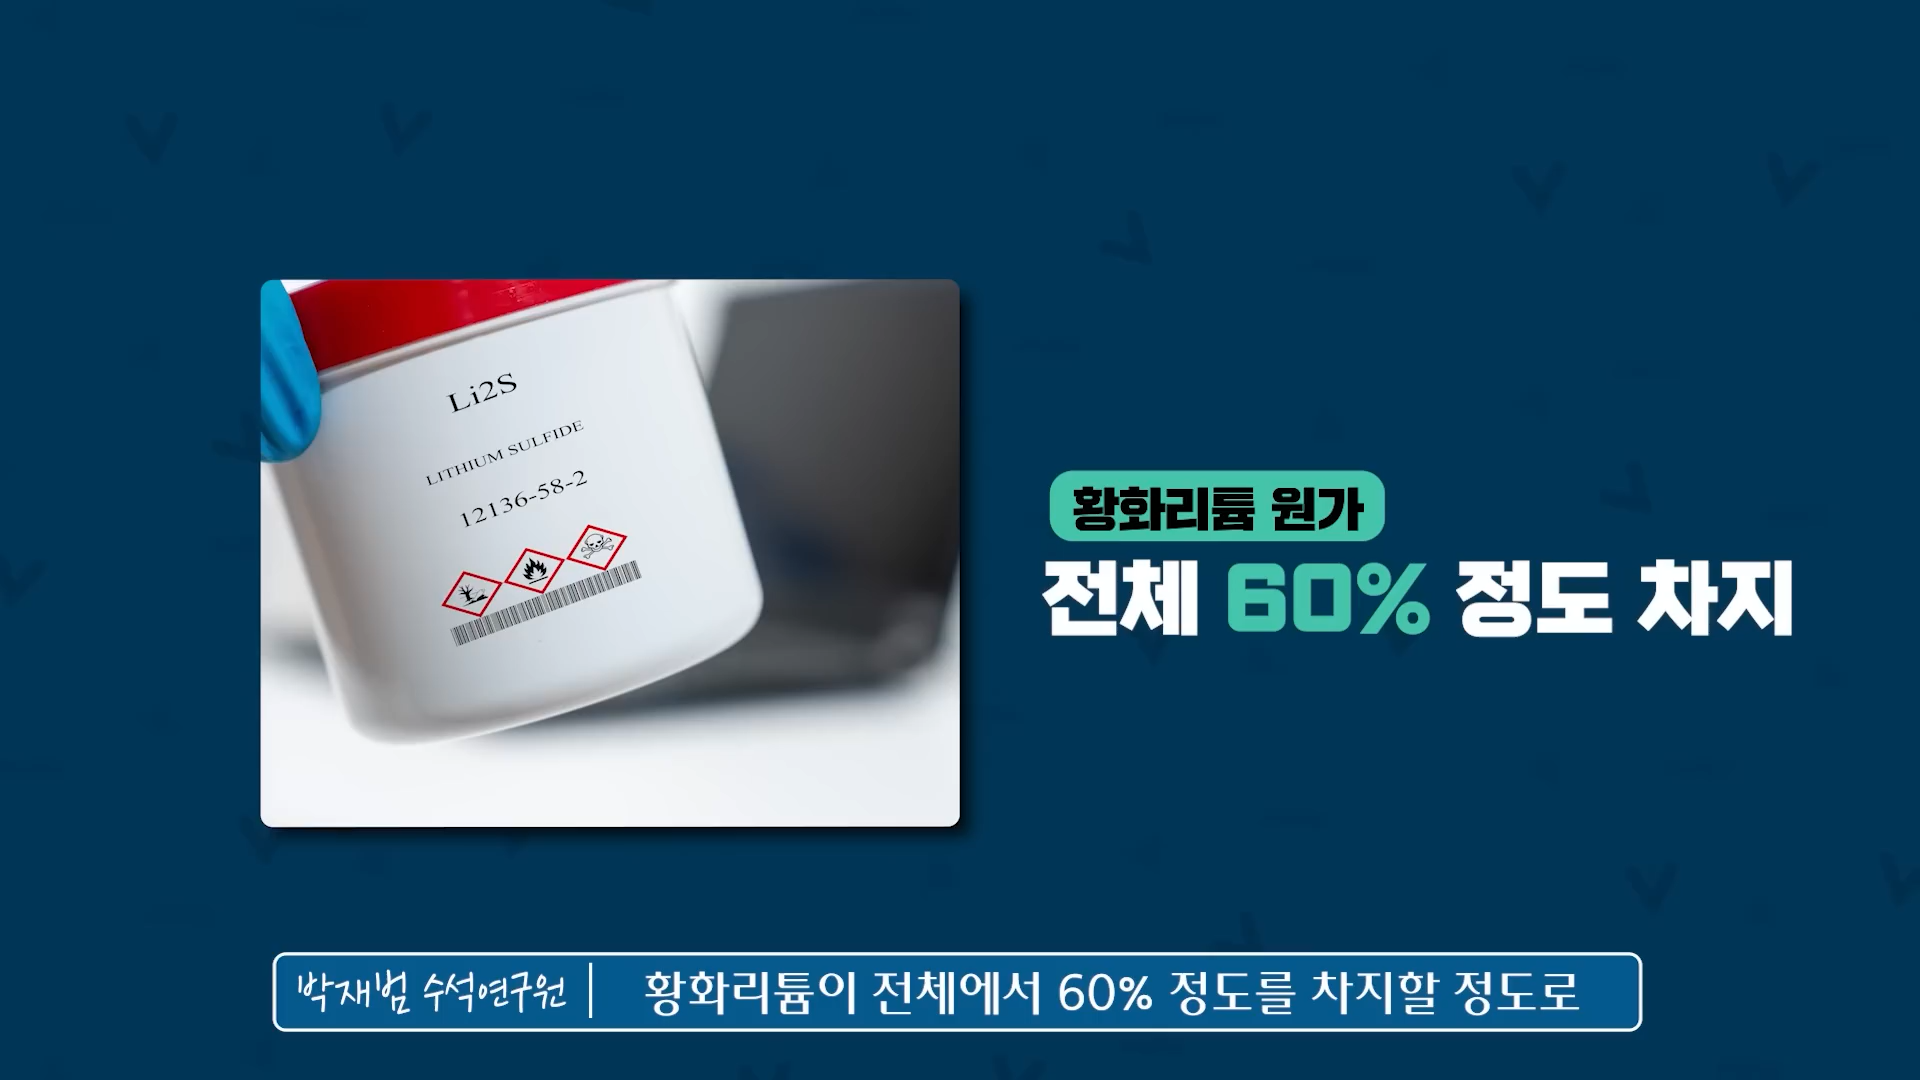 Li2S
LITHIUM SULFIDE
12136-58-2
황화리튬 원가
전체 60% 정도 차지
박재범 수석연구원
황화리튬이 전체에서 60% 정도를 차지할 정도로